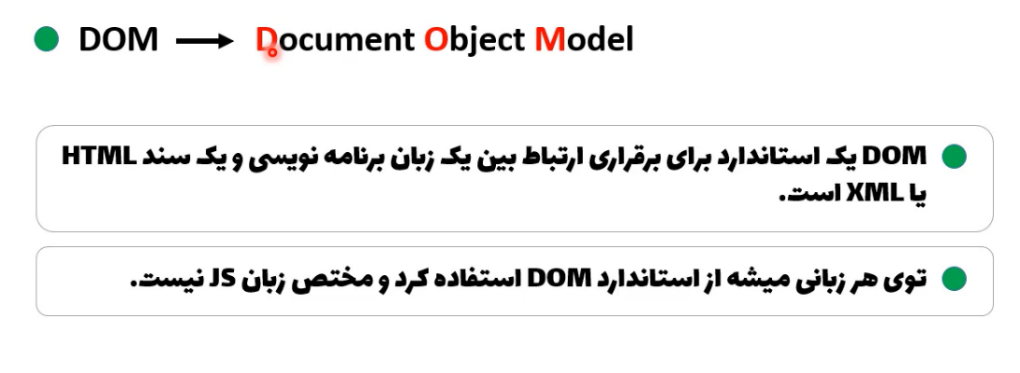 DOM → Document Object Model
DOM یک استاندارد برای برقراری ارتباط بین یک زبان برنامه نویسی و یک سند HTML
یا XML است.
توی هر زبانی میشه از استاندارد DOM استفاده کرد و مختص زبان JS نیست.